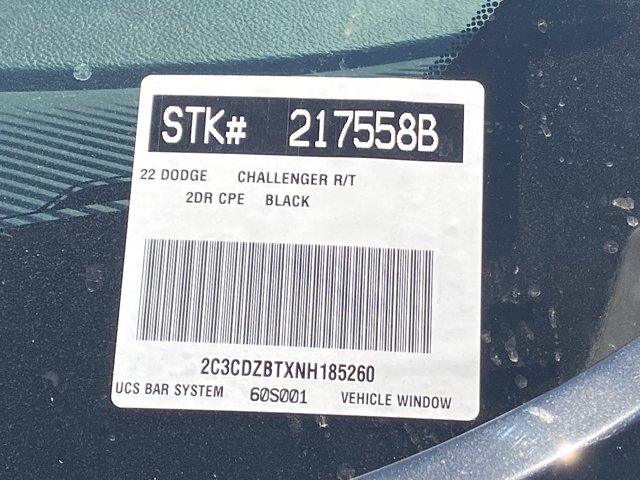 STK# 217558B
22 DODGE CHALLENGER R/T
2DR CPE BLACK
2C3CDZBTXNH185260
UCS BAR SYSTEM 60S001 VEHICLE WINDOW